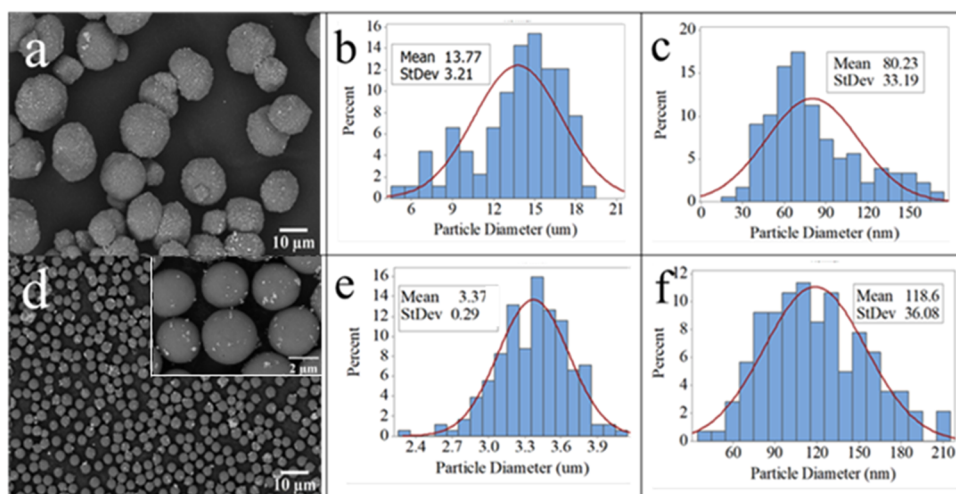 a
10 µm
b
Mean 13.77
StDev 3.21
16
14
12
10
8
6
4
2
0
Percent
6 9 12 15 18 21
Particle Diameter (um)
c
Mean 80.23
StDev 33.19
20
15
10
5
0
Percent
0 30 60 90 120 150
Particle Diameter (nm)
d
2 µm
10 µm
e
Mean 3.37
StDev 0.29
16
14
12
10
8
6
4
2
0
Percent
2.4 2.7 3.0 3.3 3.6 3.9
Particle Diameter (um)
f
Mean 118.6
StDev 36.08
12
10
8
6
4
2
0
Percent
60 90 120 150 180 210
Particle Diameter (nm)